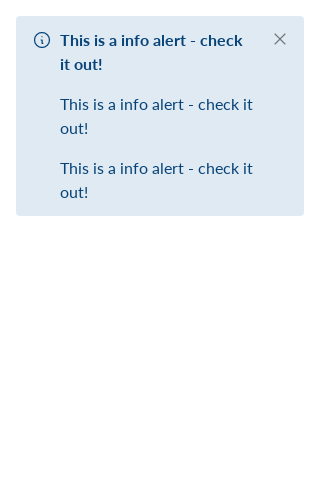 This is a info alert - check
it out!
This is a info alert - check it
out!
This is a info alert - check it
out!